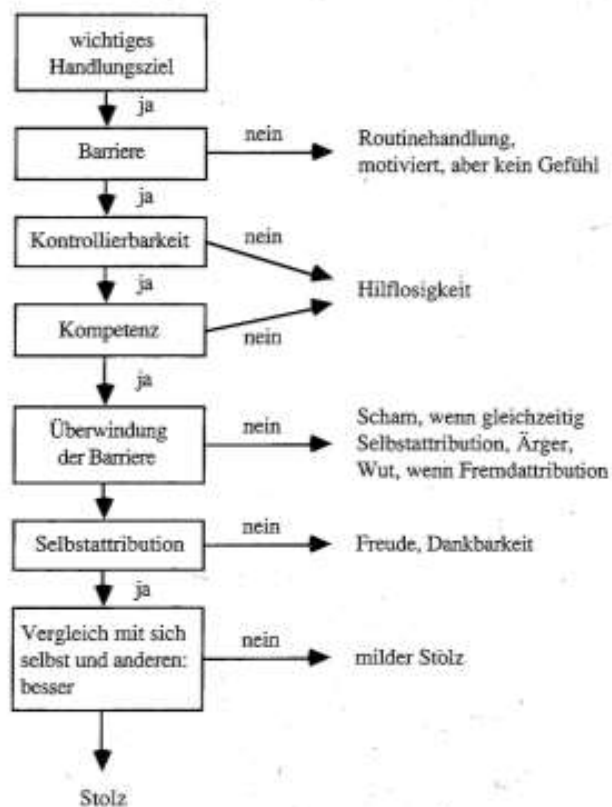 wichtiges
Handlungsziel
ja
Barriere
nein
Routinehandlung,
motiviert, aber kein Gefühl
ja
Kontrollierbarkeit
nein
ja
Hilflosigkeit
Kompetenz
nein
ja
Überwindung
der Barriere
nein
Scham, wenn gleichzeitig
Selbstattribution, Ärger,
Wut, wenn Fremdattribution
Selbstattribution
nein
Freude, Dankbarkeit
ja
Vergleich mit sich
selbst und anderen:
besser
nein
milder Stolz
Stolz